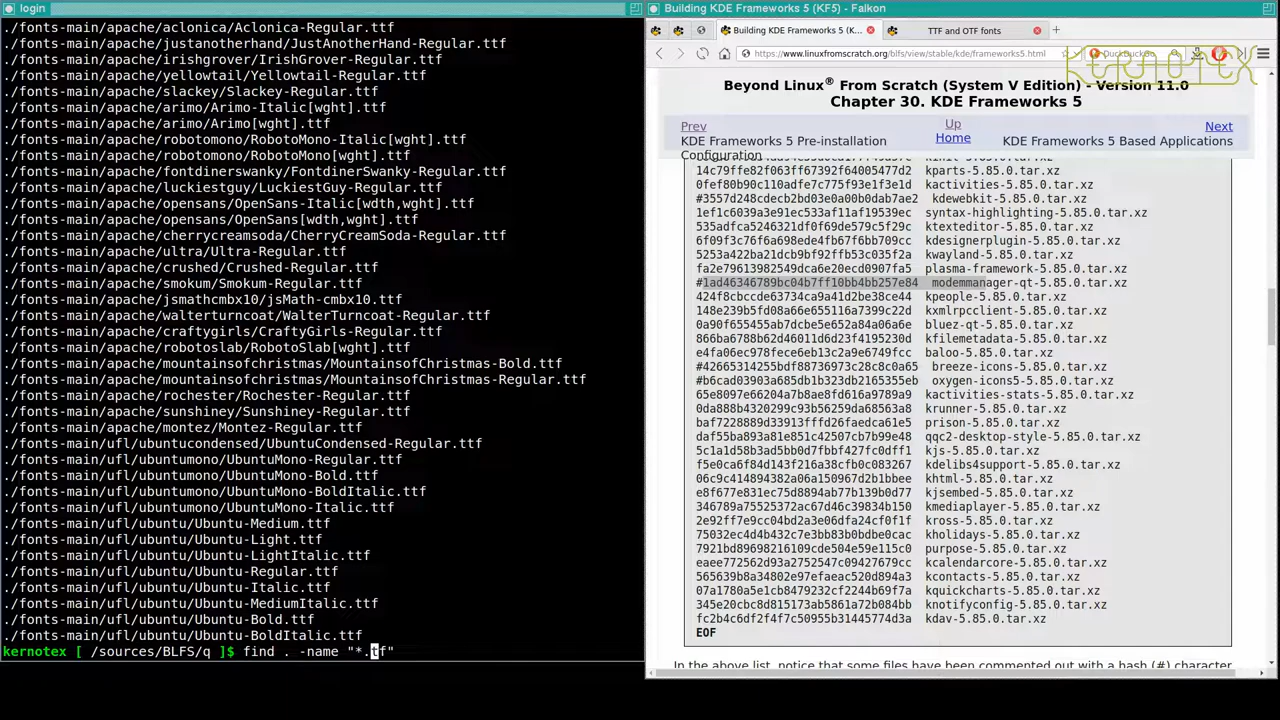 login
./fonts-main/apache/aclonica/Aclonica-Regular.ttf
./fonts-main/apache/justanotherhand/JustAnotherHand-Regular.ttf
./fonts-main/apache/irishgrover/IrishGrover-Regular.ttf
./fonts-main/apache/yellowtail/Yellowtail-Regular.ttf
./fonts-main/apache/slackey/Slackey-Regular.ttf
./fonts-main/apache/arimo/Arimo-Italic[wght].ttf
./fonts-main/apache/arimo/Arimo[wght].ttf
./fonts-main/apache/robotomono/RobotoMono-Italic[wght].ttf
./fonts-main/apache/robotomono/RobotoMono[wght].ttf
./fonts-main/apache/fontdinerswanky/FontdinerSwanky-Regular.ttf
./fonts-main/apache/luckiestguy/LuckiestGuy-Regular.ttf
./fonts-main/apache/opensans/OpenSans-Italic[wdth,wght].ttf
./fonts-main/apache/opensans/OpenSans[wdth,wght].ttf
./fonts-main/apache/cherrycreamsoda/CherryCreamSoda-Regular.ttf
./fonts-main/apache/ultra/Ultra-Regular.ttf
./fonts-main/apache/crushed/Crushed-Regular.ttf
./fonts-main/apache/smokum/Smokum-Regular.ttf
./fonts-main/apache/jsmathcmbx10/jsMath-cmbx10.ttf
./fonts-main/apache/walterturncoat/WalterTurncoat-Regular.ttf
./fonts-main/apache/craftygirls/CraftyGirls-Regular.ttf
./fonts-main/apache/robotoslab/RobotoSlab[wght].ttf
./fonts-main/apache/mountainsofchristmas/MountainsofChristmas-Bold.ttf
./fonts-main/apache/mountainsofchristmas/MountainsofChristmas-Regular.ttf
./fonts-main/apache/rochester/Rochester-Regular.ttf
./fonts-main/apache/sunshiney/Sunshiney-Regular.ttf
./fonts-main/apache/montez/Montez-Regular.ttf
./fonts-main/ufl/ubuntucondensed/UbuntuCondensed-Regular.ttf
./fonts-main/ufl/ubuntumono/UbuntuMono-Regular.ttf
./fonts-main/ufl/ubuntumono/UbuntuMono-Bold.ttf
./fonts-main/ufl/ubuntumono/UbuntuMono-BoldItalic.ttf
./fonts-main/ufl/ubuntumono/UbuntuMono-Italic.ttf
./fonts-main/ufl/ubuntu/Ubuntu-Medium.ttf
./fonts-main/ufl/ubuntu/Ubuntu-Light.ttf
./fonts-main/ufl/ubuntu/Ubuntu-LightItalic.ttf
./fonts-main/ufl/ubuntu/Ubuntu-Regular.ttf
./fonts-main/ufl/ubuntu/Ubuntu-Italic.ttf
./fonts-main/ufl/ubuntu/Ubuntu-MediumItalic.ttf
./fonts-main/ufl/ubuntu/Ubuntu-Bold.ttf
./fonts-main/ufl/ubuntu/Ubuntu-BoldItalic.ttf
kernotex [ /sources/BLFS/q ]$ find . -name "*.tf"
Building KDE Frameworks 5 (KF5) - Falkon
Building KDE Frameworks 5 (K...
TTF and OTF fonts
https://www.linuxfromscratch.org/blfs/view/stable/kde/frameworks5.html
DuckDuckGo
KERNOTEX
Beyond Linux® From Scratch (System V Edition) - Version 11.0
Chapter 30. KDE Frameworks 5
Prev
Up
Next
KDE Frameworks 5 Pre-installation Configuration
Home
KDE Frameworks 5 Based Applications
14c79ffe82f063ff67392f64005477d2 kparts-5.85.0.tar.xz
0fef80b90c110adfe7c775f93e1f3e1d kactivities-5.85.0.tar.xz
#3557d248cdecb2bd03e0a00b0dab7ae2 kdewebkit-5.85.0.tar.xz
1ef1c6039a3e91ec533af11af19539ec syntax-highlighting-5.85.0.tar.xz
535adfca5246321df0f69de579c5f29c ktexteditor-5.85.0.tar.xz
6f09f3c76f6a698ede4fb67f6bb709cc kdesignerplugin-5.85.0.tar.xz
5253a422ba21dcb9bf92ffb53c035f2a kwayland-5.85.0.tar.xz
fa2e79613982549dca6e20ecd0907fa5 plasma-framework-5.85.0.tar.xz
#1ad46346789bc04b7ff10bb4bb257e84 modemmanager-qt-5.85.0.tar.xz
424f8cbccde63734ca9a41d2be38ce44 kpeople-5.85.0.tar.xz
148e239b5fd08a66e655116a7399c22d kxmlrpcclient-5.85.0.tar.xz
0a90f655455ab7dcbe5e652a84a06a6e bluez-qt-5.85.0.tar.xz
866ba6788b62d46011d6d23f4195230d kfilemetadata-5.85.0.tar.xz
e4fa06ec978fece6eb13c2a9e6749fcc baloo-5.85.0.tar.xz
#42665314255bdf88736973c28c8c0a65 breeze-icons-5.85.0.tar.xz
#b6cad03903a685db1b323db2165355eb oxygen-icons5-5.85.0.tar.xz
65e8097e66204a7b8ae8fd616a9789a9 kactivities-stats-5.85.0.tar.xz
0da888b4320299c93b56259da68563a8 krunner-5.85.0.tar.xz
baf7228889d33913fffd26faedca61e5 prison-5.85.0.tar.xz
daf55ba893a81e851c42507cb7b99e48 qqc2-desktop-style-5.85.0.tar.xz
5c1a1d58b3ad5bb0d7fbbf427fc0dff1 kjs-5.85.0.tar.xz
f5e0ca6f84d143f216a38cfb0c083267 kdelibs4support-5.85.0.tar.xz
06c9c414894382a06a150967d2b1bbee khtml-5.85.0.tar.xz
e8f677e831ec75d8894ab77b139b0d77 kjsembed-5.85.0.tar.xz
346789a75525372ac67d46c39834b150 kmediaplayer-5.85.0.tar.xz
2e92ff7e9cc04bd2a3e06dfa24cf0f1f kross-5.85.0.tar.xz
75032ec4d4b432c7e3bb83b0bdbe0cac kholidays-5.85.0.tar.xz
7921bd89698216109cde504e59e115c0 purpose-5.85.0.tar.xz
eaee772562d93a2752547c09427679cc kcalendarcore-5.85.0.tar.xz
565639b8a34802e97efaeac520d894a3 kcontacts-5.85.0.tar.xz
07a1780a5e1cb8479232cf2244b69f7a kquickcharts-5.85.0.tar.xz
345e20cbc8d815173ab5861a72b084bb knotifyconfig-5.85.0.tar.xz
fc2b4c6df2f4f7c50955b31445774d3a kdav-5.85.0.tar.xz
EOF
In the above list, notice that some files have been commented out with a hash (#) character